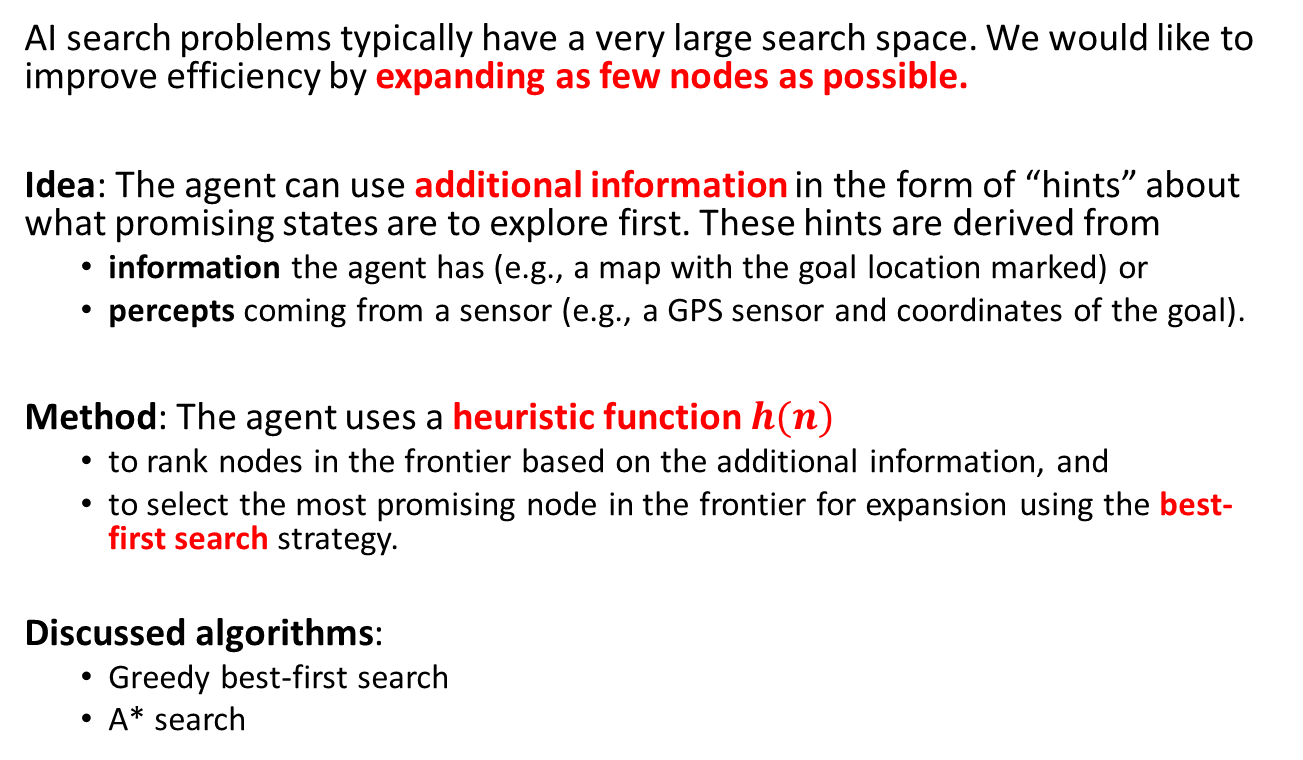 AI search problems typically have a very large search space. We would like to
improve efficiency by expanding as few nodes as possible.
Idea: The agent can use additional information in the form of “hints” about
what promising states are to explore first. These hints are derived from
• information the agent has (e.g., a map with the goal location marked) or
• percepts coming from a sensor (e.g., a GPS sensor and coordinates of the goal).
Method: The agent uses a heuristic function h(n)
• to rank nodes in the frontier based on the additional information, and
• to select the most promising node in the frontier for expansion using the best-
first search strategy.
Discussed algorithms:
• Greedy best-first search
• A* search